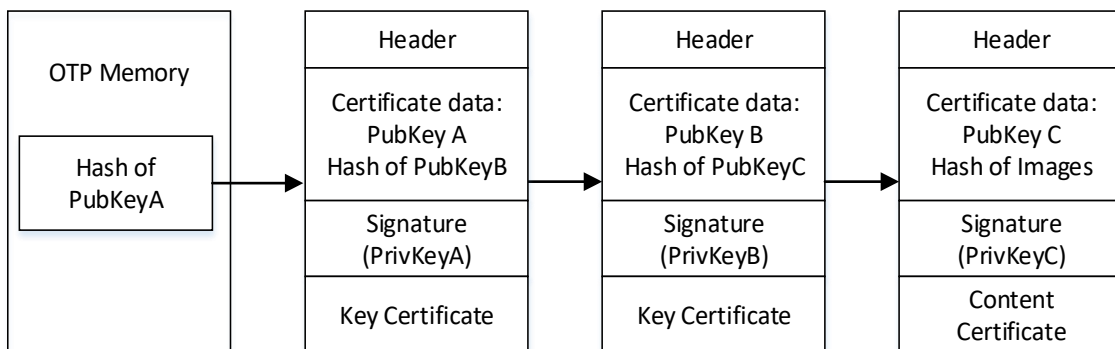 OTP Memory
Hash of
PubKeyA
Header
Certificate data:
PubKey A
Hash of PubKeyB
Signature
(PrivKeyA)
Key Certificate
Header
Certificate data:
PubKey B
Hash of PubKeyC
Signature
(PrivKeyB)
Key Certificate
Header
Certificate data:
PubKey C
Hash of Images
Signature
(PrivKeyC)
Content
Certificate